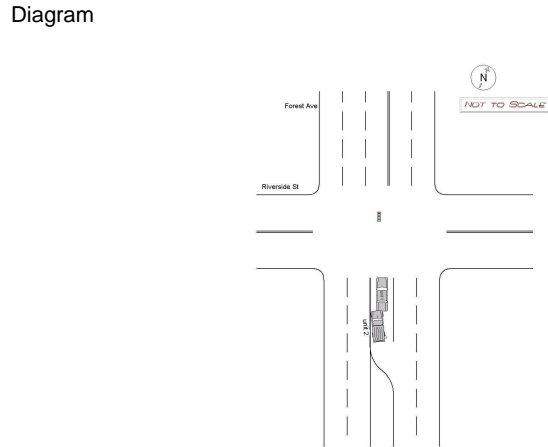 Diagram
N
NOT TO SCALE
Forest Ave
Riverside St
unit 2